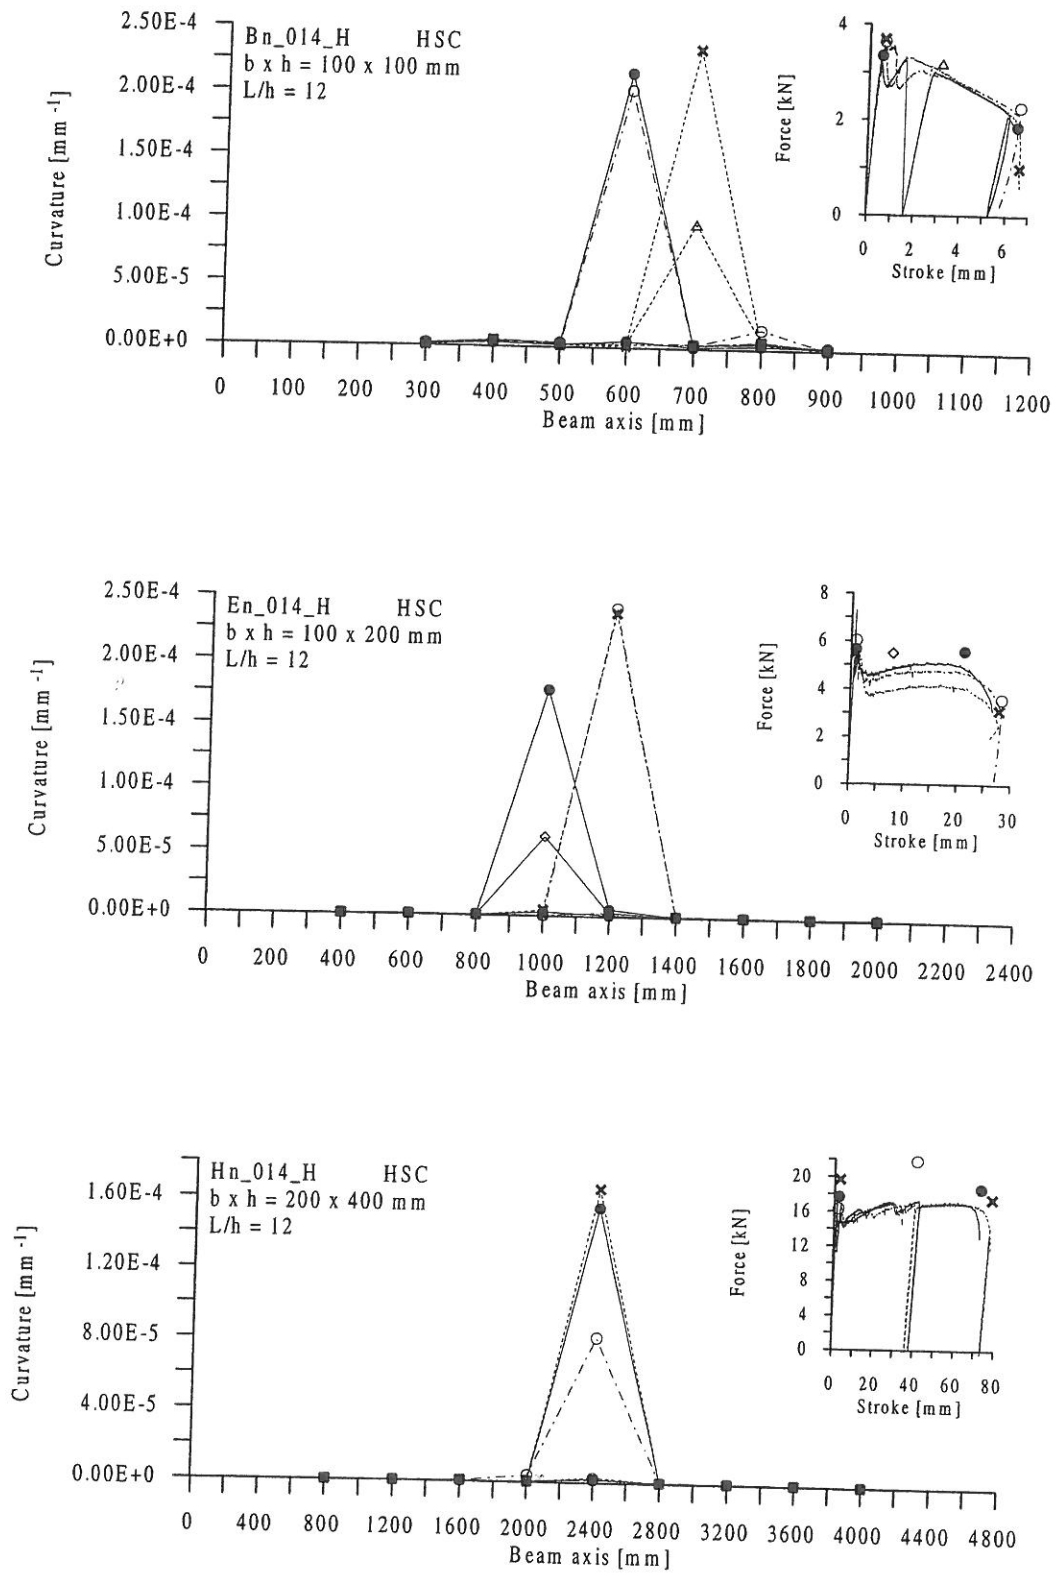 2.50E-4
2.00E-4
1.50E-4
1.00E-4
5.00E-5
0.00E+0
Curvature [mm -1]
Bn_014_H HSC
b x h = 100 x 100 mm
L/h = 12
0 100 200 300 400 500 600 700 800 900 1000 1100 1200
Beam axis [mm]
4
2
0
Force [kN]
0 2 4 6
Stroke [mm]
2.50E-4
2.00E-4
1.50E-4
1.00E-4
5.00E-5
0.00E+0
Curvature [mm -1]
En_014_H HSC
b x h = 100 x 200 mm
L/h = 12
0 200 400 600 800 1000 1200 1400 1600 1800 2000 2200 2400
Beam axis [mm]
8
6
4
2
0
Force [kN]
0 10 20 30
Stroke [mm]
1.60E-4
1.20E-4
8.00E-5
4.00E-5
0.00E+0
Curvature [mm -1]
Hn_014_H HSC
b x h = 200 x 400 mm
L/h = 12
0 400 800 1200 1600 2000 2400 2800 3200 3600 4000 4400 4800
Beam axis [mm]
20
16
12
8
4
0
Force [kN]
0 20 40 60 80
Stroke [mm]